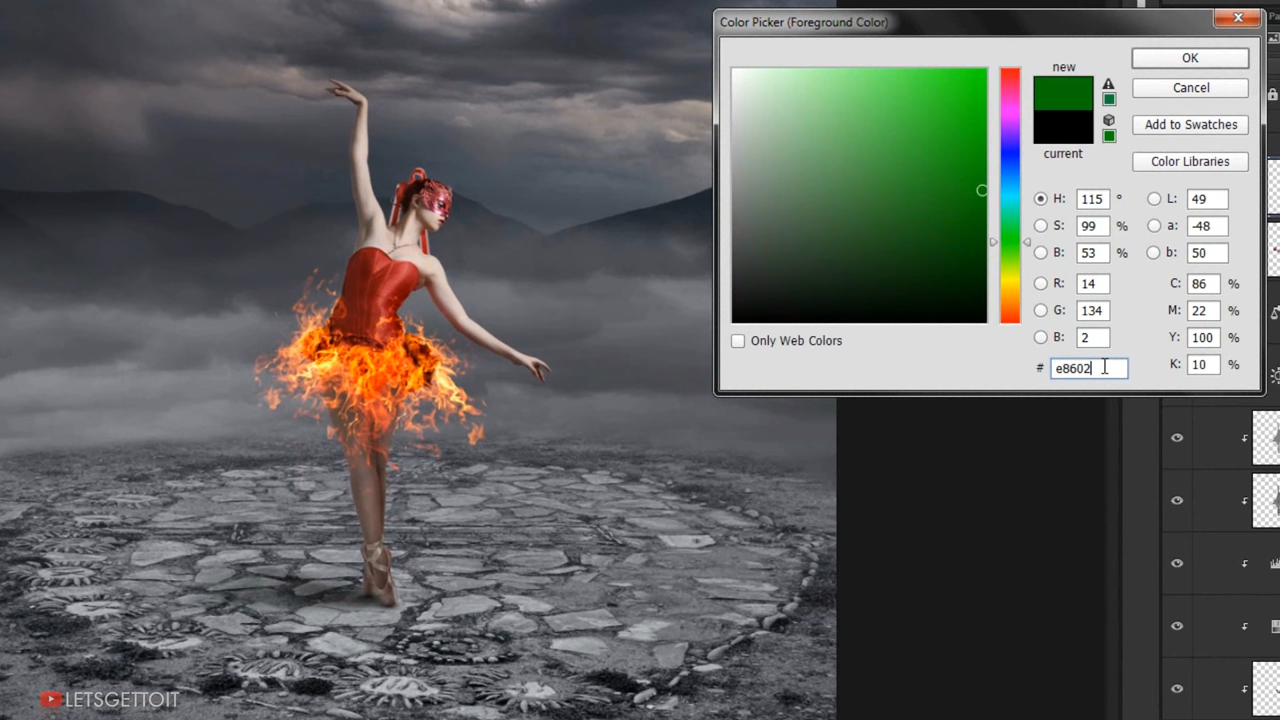 Color Picker (Foreground Color)
new
current
OK
Cancel
Add to Swatches
Color Libraries
H: 115 °
S: 99 %
B: 53 %
R: 14
G: 134
B: 2
# e8602
L: 49
a: -48
b: 50
C: 86 %
M: 22 %
Y: 100 %
K: 10 %
Only Web Colors
LETSGETTOIT